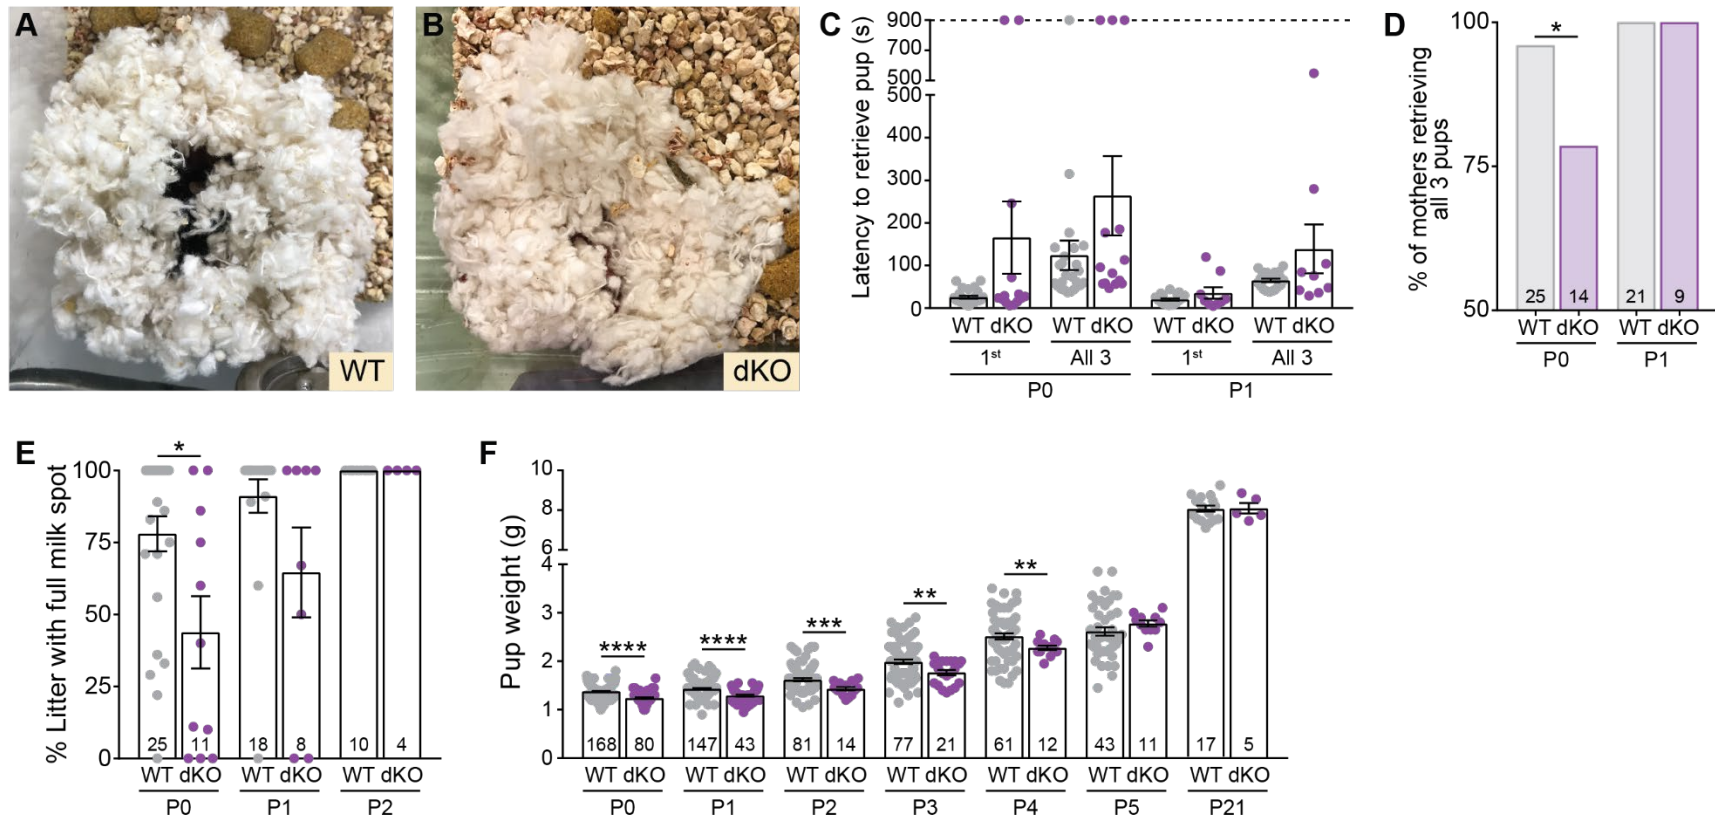 A
WT
B
dKO
C
Latency to retrieve pup (s)
900
700
500
500
400
300
200
100
0
WT dKO WT dKO WT dKO WT dKO
1st All 3 1st All 3
P0 P1
D
% of mothers retrieving
all 3 pups
100
75
50
*
25 14 21 9
WT dKO WT dKO
P0 P1
E
% Litter with full milk spot
100
75
50
25
0
*
25 11 18 8 10 4
WT dKO WT dKO WT dKO
P0 P1 P2
F
Pup weight (g)
10
8
6
4
3
2
1
0
**** **** *** ** **
168 80 147 43 81 14 77 21 61 12 43 11 17 5
WT dKO WT dKO WT dKO WT dKO WT dKO WT dKO WT dKO
P0 P1 P2 P3 P4 P5 P21